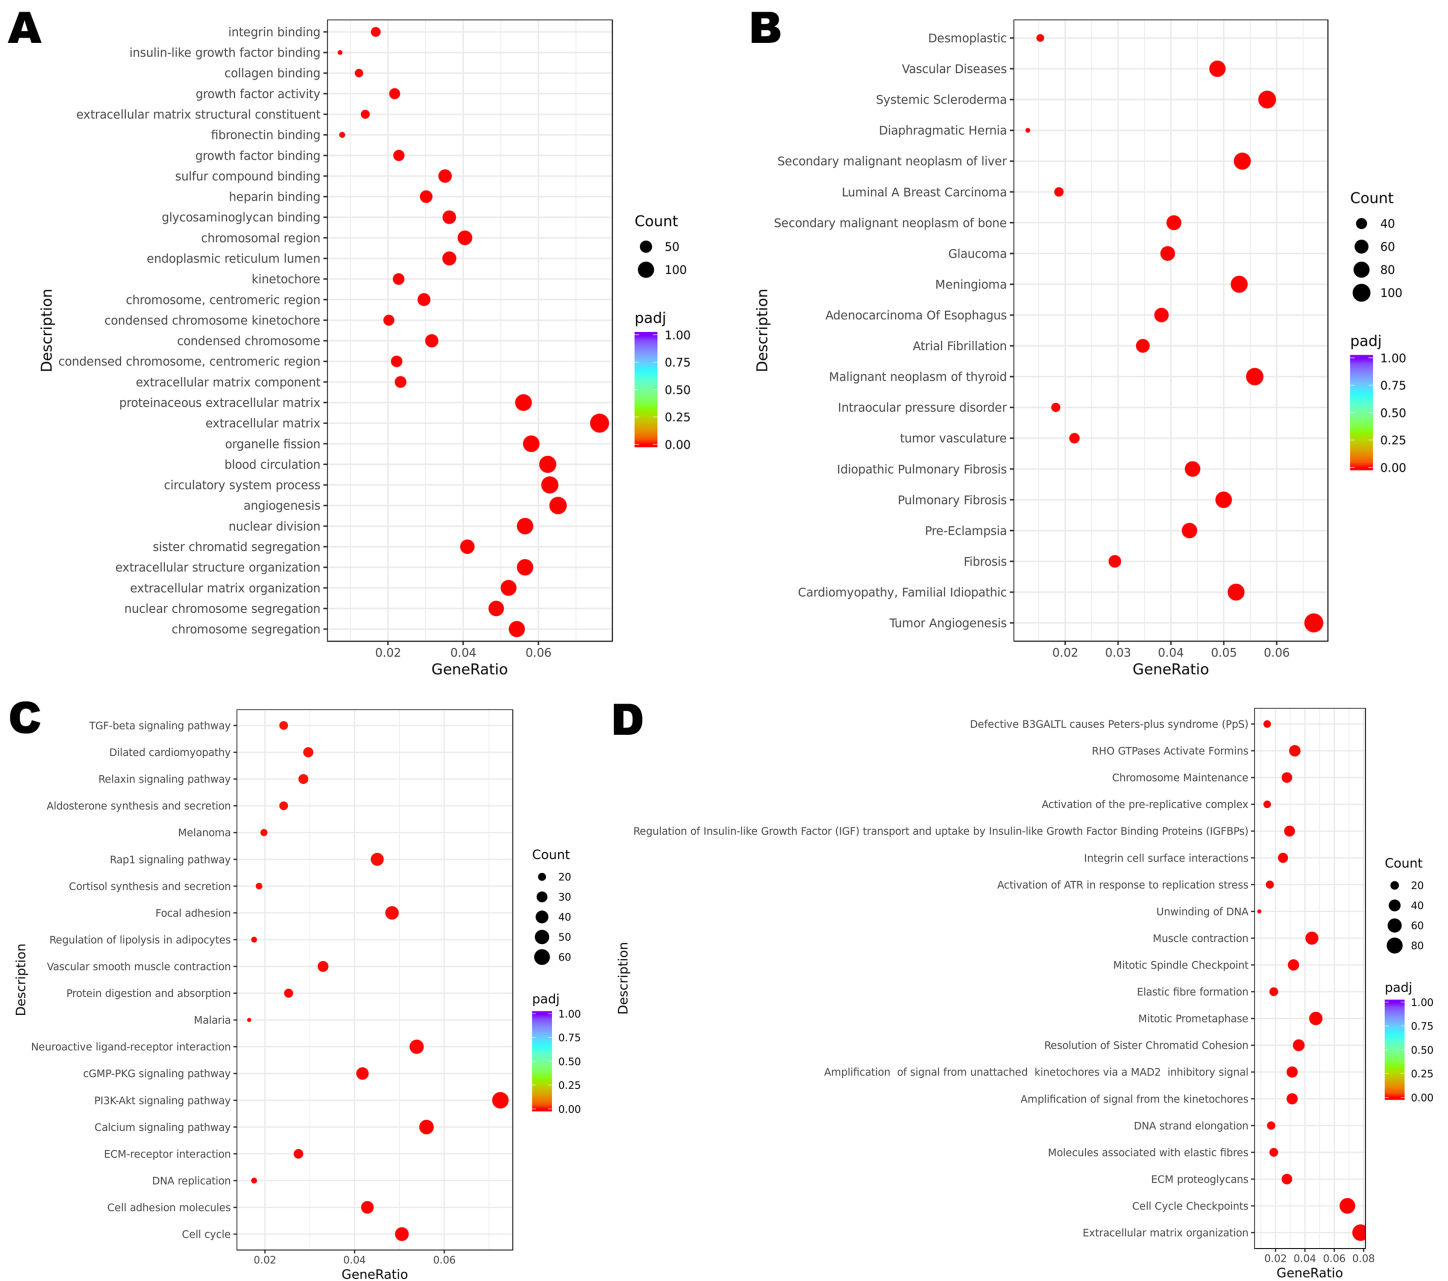 A
integrin binding
insulin-like growth factor binding
collagen binding
growth factor activity
extracellular matrix structural constituent
fibronectin binding
growth factor binding
sulfur compound binding
heparin binding
glycosaminoglycan binding
chromosomal region
endoplasmic reticulum lumen
kinetochore
chromosome, centromeric region
condensed chromosome kinetochore
condensed chromosome
condensed chromosome, centromeric region
extracellular matrix component
proteinaceous extracellular matrix
extracellular matrix
organelle fission
blood circulation
circulatory system process
angiogenesis
nuclear division
sister chromatid segregation
extracellular structure organization
extracellular matrix organization
nuclear chromosome segregation
chromosome segregation
Description
0.02 0.04 0.06
GeneRatio
Count
50
100
padj
1.00
0.75
0.50
0.25
0.00
B
Desmoplastic
Vascular Diseases
Systemic Scleroderma
Diaphragmatic Hernia
Secondary malignant neoplasm of liver
Luminal A Breast Carcinoma
Secondary malignant neoplasm of bone
Glaucoma
Meningioma
Adenocarcinoma Of Esophagus
Atrial Fibrillation
Malignant neoplasm of thyroid
Intraocular pressure disorder
tumor vasculature
Idiopathic Pulmonary Fibrosis
Pulmonary Fibrosis
Pre-Eclampsia
Fibrosis
Cardiomyopathy, Familial Idiopathic
Tumor Angiogenesis
Description
0.02 0.03 0.04 0.05 0.06
GeneRatio
Count
40
60
80
100
padj
1.00
0.75
0.50
0.25
0.00
C
TGF-beta signaling pathway
Dilated cardiomyopathy
Relaxin signaling pathway
Aldosterone synthesis and secretion
Melanoma
Rap1 signaling pathway
Cortisol synthesis and secretion
Focal adhesion
Regulation of lipolysis in adipocytes
Vascular smooth muscle contraction
Protein digestion and absorption
Malaria
Neuroactive ligand-receptor interaction
cGMP-PKG signaling pathway
PI3K-Akt signaling pathway
Calcium signaling pathway
ECM-receptor interaction
DNA replication
Cell adhesion molecules
Cell cycle
Description
0.02 0.04 0.06
GeneRatio
Count
20
30
40
50
60
padj
1.00
0.75
0.50
0.25
0.00
D
Defective B3GALTL causes Peters-plus syndrome (PpS)
RHO GTPases Activate Formins
Chromosome Maintenance
Activation of the pre-replicative complex
Regulation of Insulin-like Growth Factor (IGF) transport and uptake by Insulin-like Growth Factor Binding Proteins (IGFBPs)
Integrin cell surface interactions
Activation of ATR in response to replication stress
Unwinding of DNA
Muscle contraction
Mitotic Spindle Checkpoint
Elastic fibre formation
Mitotic Prometaphase
Resolution of Sister Chromatid Cohesion
Amplification of signal from unattached kinetochores via a MAD2 inhibitory signal
Amplification of signal from the kinetochores
DNA strand elongation
Molecules associated with elastic fibres
ECM proteoglycans
Cell Cycle Checkpoints
Extracellular matrix organization
Description
0.02 0.04 0.06 0.08
GeneRatio
Count
20
40
60
80
padj
1.00
0.75
0.50
0.25
0.00